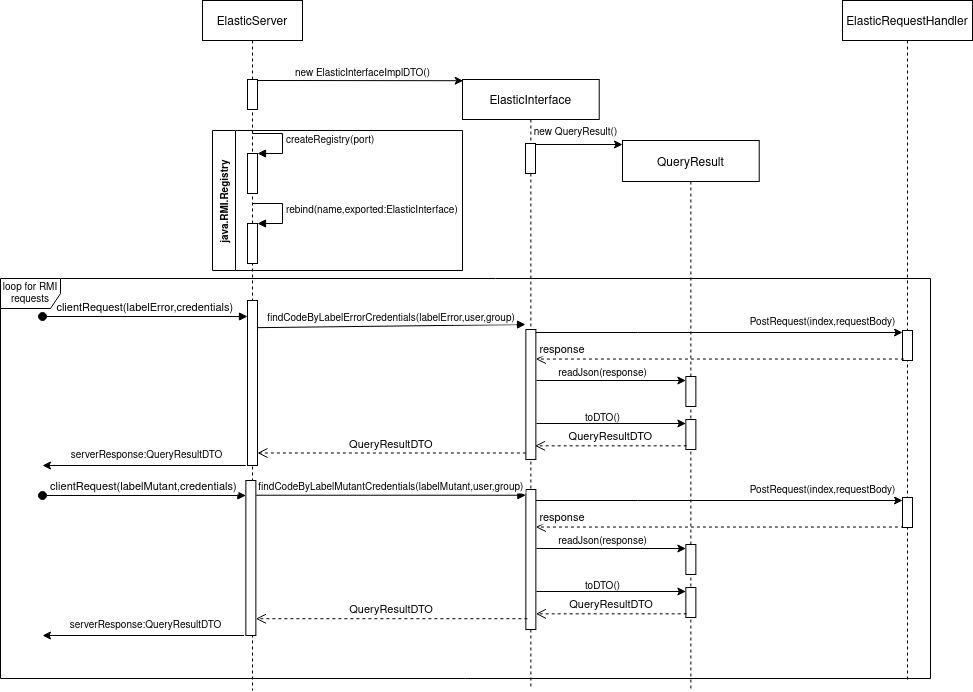 ElasticServer
ElasticRequestHandler
new ElasticInterfaceImplDTO()
ElasticInterface
new QueryResult()
QueryResult
java.RMI.Registry
createRegistry(port)
rebind(name,exported:ElasticInterface)
loop for RMI
requests
clientRequest(labelError,credentials)
findCodeByLabelErrorCredentials(labelError,user,group)
PostRequest(index,requestBody)
response
readJson(response)
toDTO()
QueryResultDTO
QueryResultDTO
serverResponse:QueryResultDTO
clientRequest(labelMutant,credentials)
findCodeByLabelMutantCredentials(labelMutant,user,group)
PostRequest(index,requestBody)
response
readJson(response)
toDTO()
QueryResultDTO
QueryResultDTO
serverResponse:QueryResultDTO